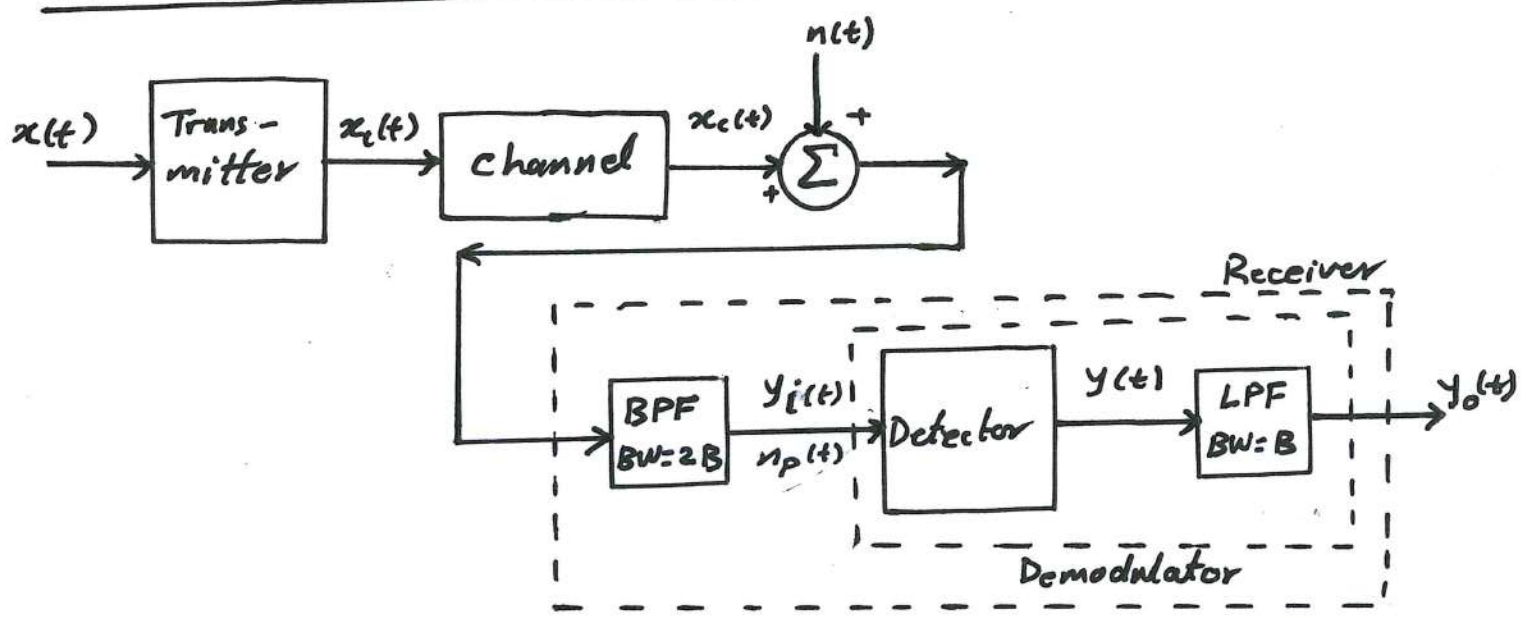 n(t)
x(t)
Trans-
mitter
x_t(t)
channel
x_c(t)
+
+
Σ
Receiver
BPF
BW=2B
y_i(t)
n_p(t)
Detector
y(t)
LPF
BW=B
y_o(t)
Demodulator